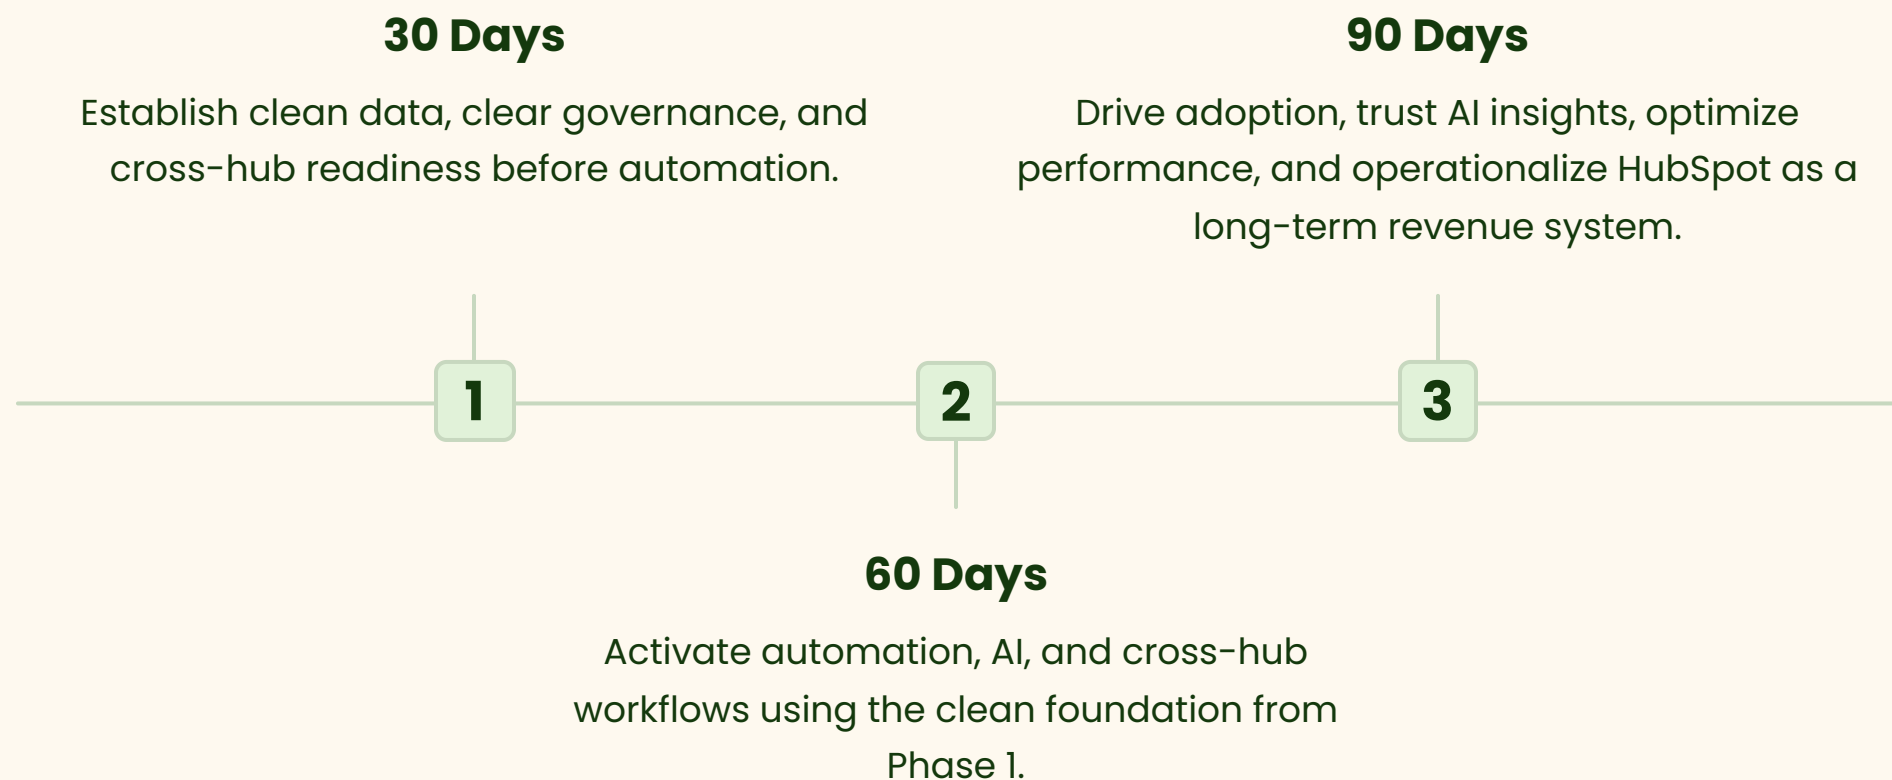 30 Days
Establish clean data, clear governance, and
cross-hub readiness before automation.
90 Days
Drive adoption, trust AI insights, optimize
performance, and operationalize HubSpot as a
long-term revenue system.
1
2
3
60 Days
Activate automation, AI, and cross-hub
workflows using the clean foundation from
Phase 1.